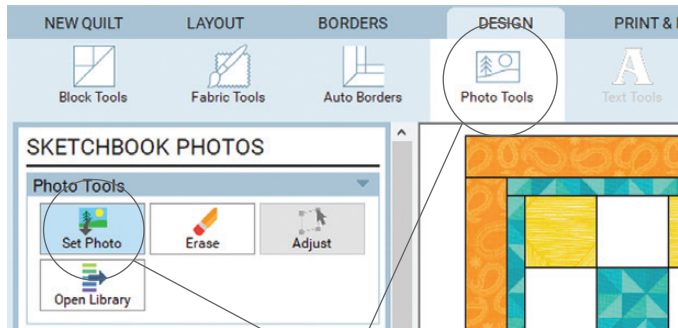 NEW QUILT LAYOUT BORDERS DESIGN PRINT &
Block Tools Fabric Tools Auto Borders Photo Tools Text Tools
SKETCHBOOK PHOTOS
Photo Tools
Set Photo Erase Adjust
Open Library